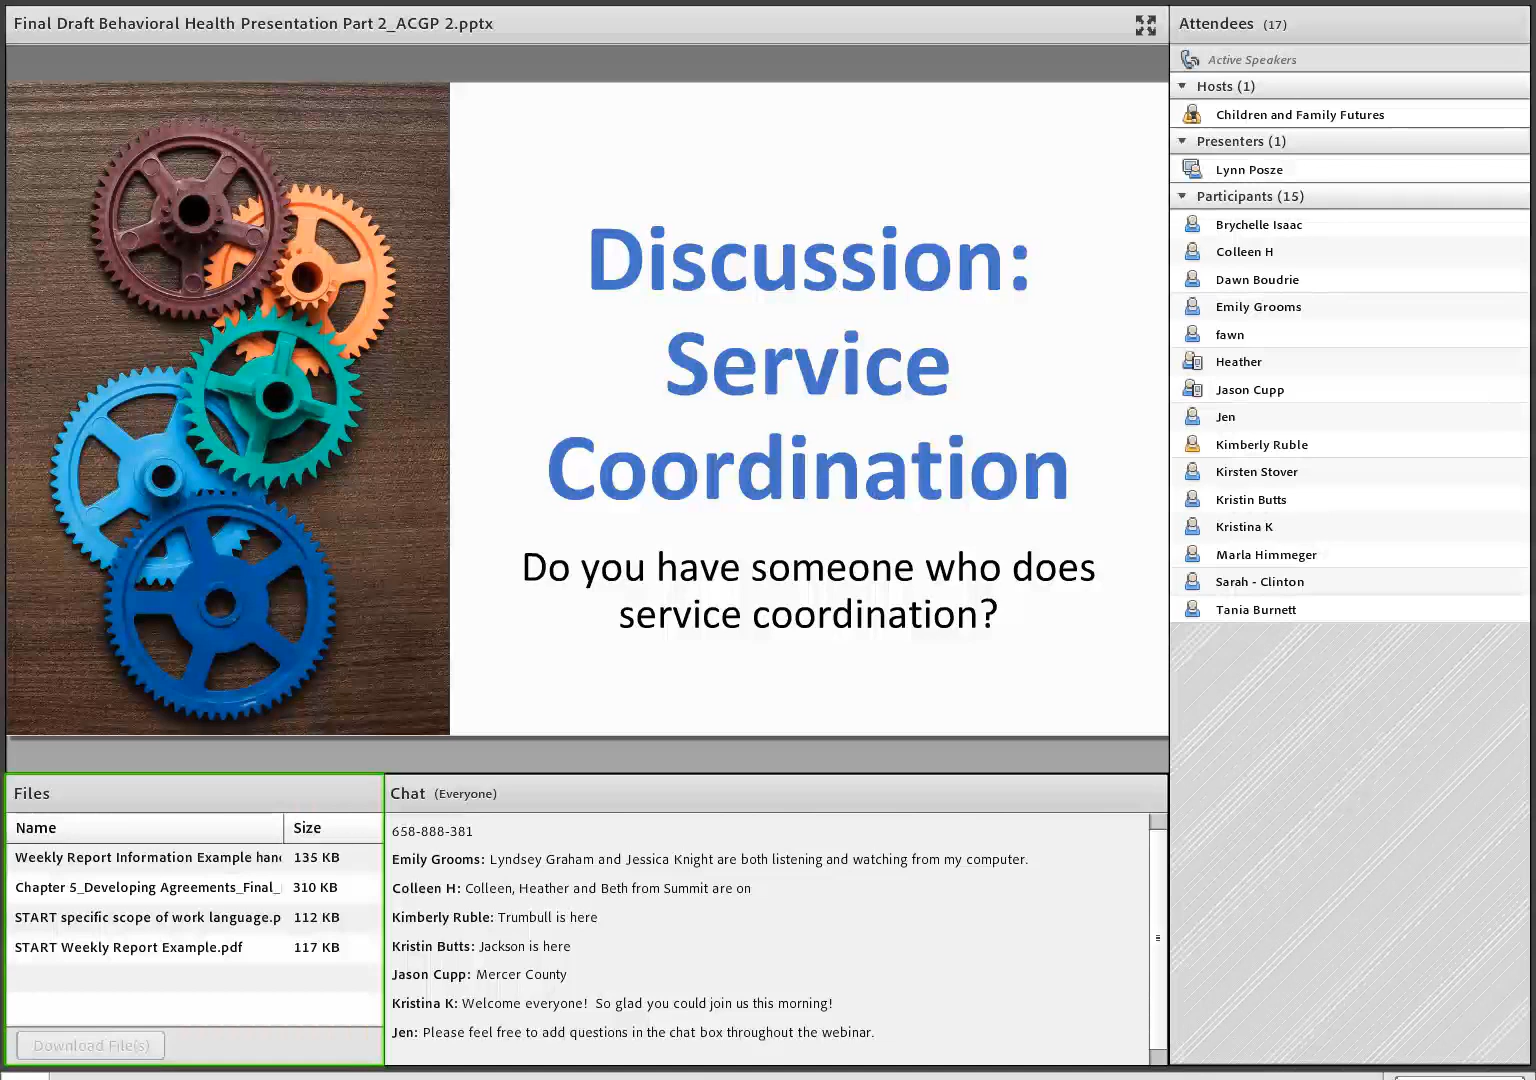 Final Draft Behavioral Health Presentation Part 2_ACGP 2.pptx
Discussion:
Service
Coordination
Do you have someone who does
service coordination?
Attendees (17)
Active Speakers
Hosts (1)
Children and Family Futures
Presenters (1)
Lynn Posze
Participants (15)
Brychelle Isaac
Colleen H
Dawn Boudrie
Emily Grooms
fawn
Heather
Jason Cupp
Jen
Kimberly Ruble
Kirsten Stover
Kristin Butts
Kristina K
Marla Himmeger
Sarah - Clinton
Tania Burnett
Files
Name Size
Weekly Report Information Example hand 135 KB
Chapter 5_Developing Agreements_Final_ 310 KB
START specific scope of work language.p 112 KB
START Weekly Report Example.pdf 117 KB
Download File(s)
Chat (Everyone)
658-888-381
Emily Grooms: Lyndsey Graham and Jessica Knight are both listening and watching from my computer.
Colleen H: Colleen, Heather and Beth from Summit are on
Kimberly Ruble: Trumbull is here
Kristin Butts: Jackson is here
Jason Cupp: Mercer County
Kristina K: Welcome everyone! So glad you could join us this morning!
Jen: Please feel free to add questions in the chat box throughout the webinar.